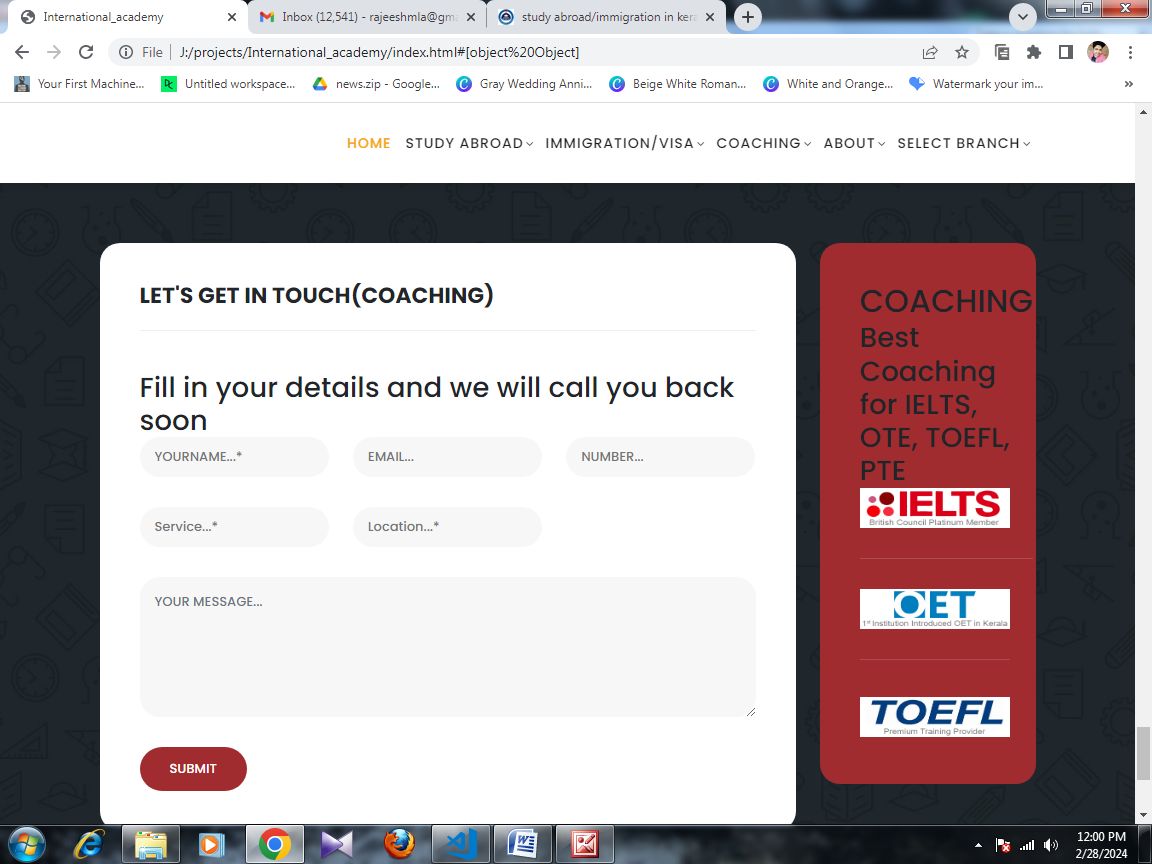 International_academy
Inbox (12,541) - rajeeshmla@gma
study abroad/immigration in kera
File
J:/projects/International_academy/index.html#[object%20Object]
Your First Machine...
Untitled workspace...
news.zip - Google...
Gray Wedding Anni...
Beige White Roman...
White and Orange...
Watermark your im...
»
HOME STUDY ABROAD IMMIGRATION/VISA COACHING ABOUT SELECT BRANCH
LET'S GET IN TOUCH(COACHING)
Fill in your details and we will call you back
soon
YOURNAME...*
EMAIL...
NUMBER...
Service...*
Location...*
YOUR MESSAGE...
SUBMIT
COACHING
Best
Coaching
for IELTS,
OTE, TOEFL,
PTE
IELTS
British Council Platinum Member
OET
1st Institution Introduced OET in Kerala
TOEFL
Premium Training Provider
12:00 PM
2/28/2024